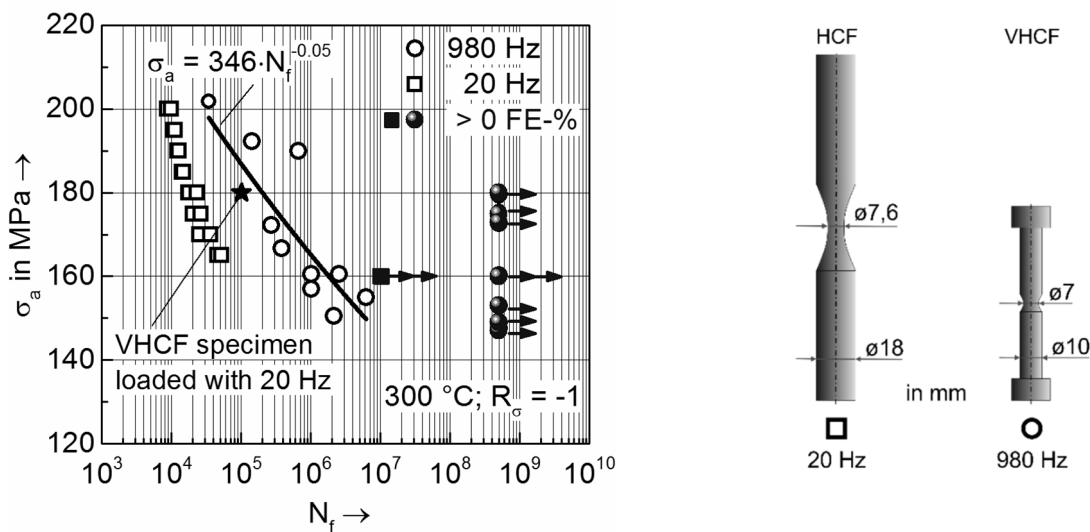 220
200
180
160
140
120
σa in MPa →
σa = 346·Nf^-0.05
980 Hz
20 Hz
> 0 FE-%
VHCF specimen
loaded with 20 Hz
300 °C; Rσ = -1
10^3 10^4 10^5 10^6 10^7 10^8 10^9 10^10
Nf →
HCF
VHCF
ø7,6
ø7
ø10
ø18
in mm
20 Hz
980 Hz